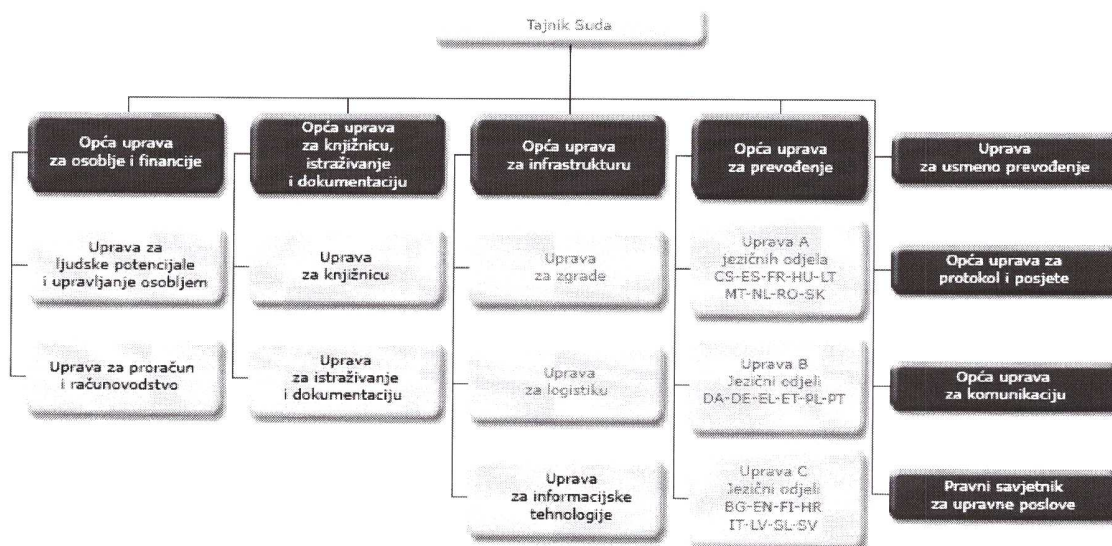 Tajnik Suda
Opća uprava
za osoblje i financije
Opća uprava
za knjižnicu,
istraživanje
i dokumentaciju
Opća uprava
za infrastrukturu
Opća uprava
za prevođenje
Uprava
za usmeno prevođenje
Uprava za
ljudske potencijale
i upravljanje osobljem
Uprava
za knjižnicu
Uprava
za zgrade
Uprava A
jezičnih odjela
CS-ES-FR-HU-LT
MT-NL-RO-SK
Opća uprava za
protokol i posjete
Uprava za proračun
i računovodstvo
Uprava
za istraživanje
i dokumentaciju
Uprava
za logistiku
Uprava B
Jezični odjeli
DA-DE-EL-ET-PL-PT
Opća uprava
za komunikaciju
Uprava
za informacijske
tehnologije
Uprava C
Jezični odjeli
BG-EN-FI-HR
IT-LV-SL-SV
Pravni savjetnik
za upravne poslove